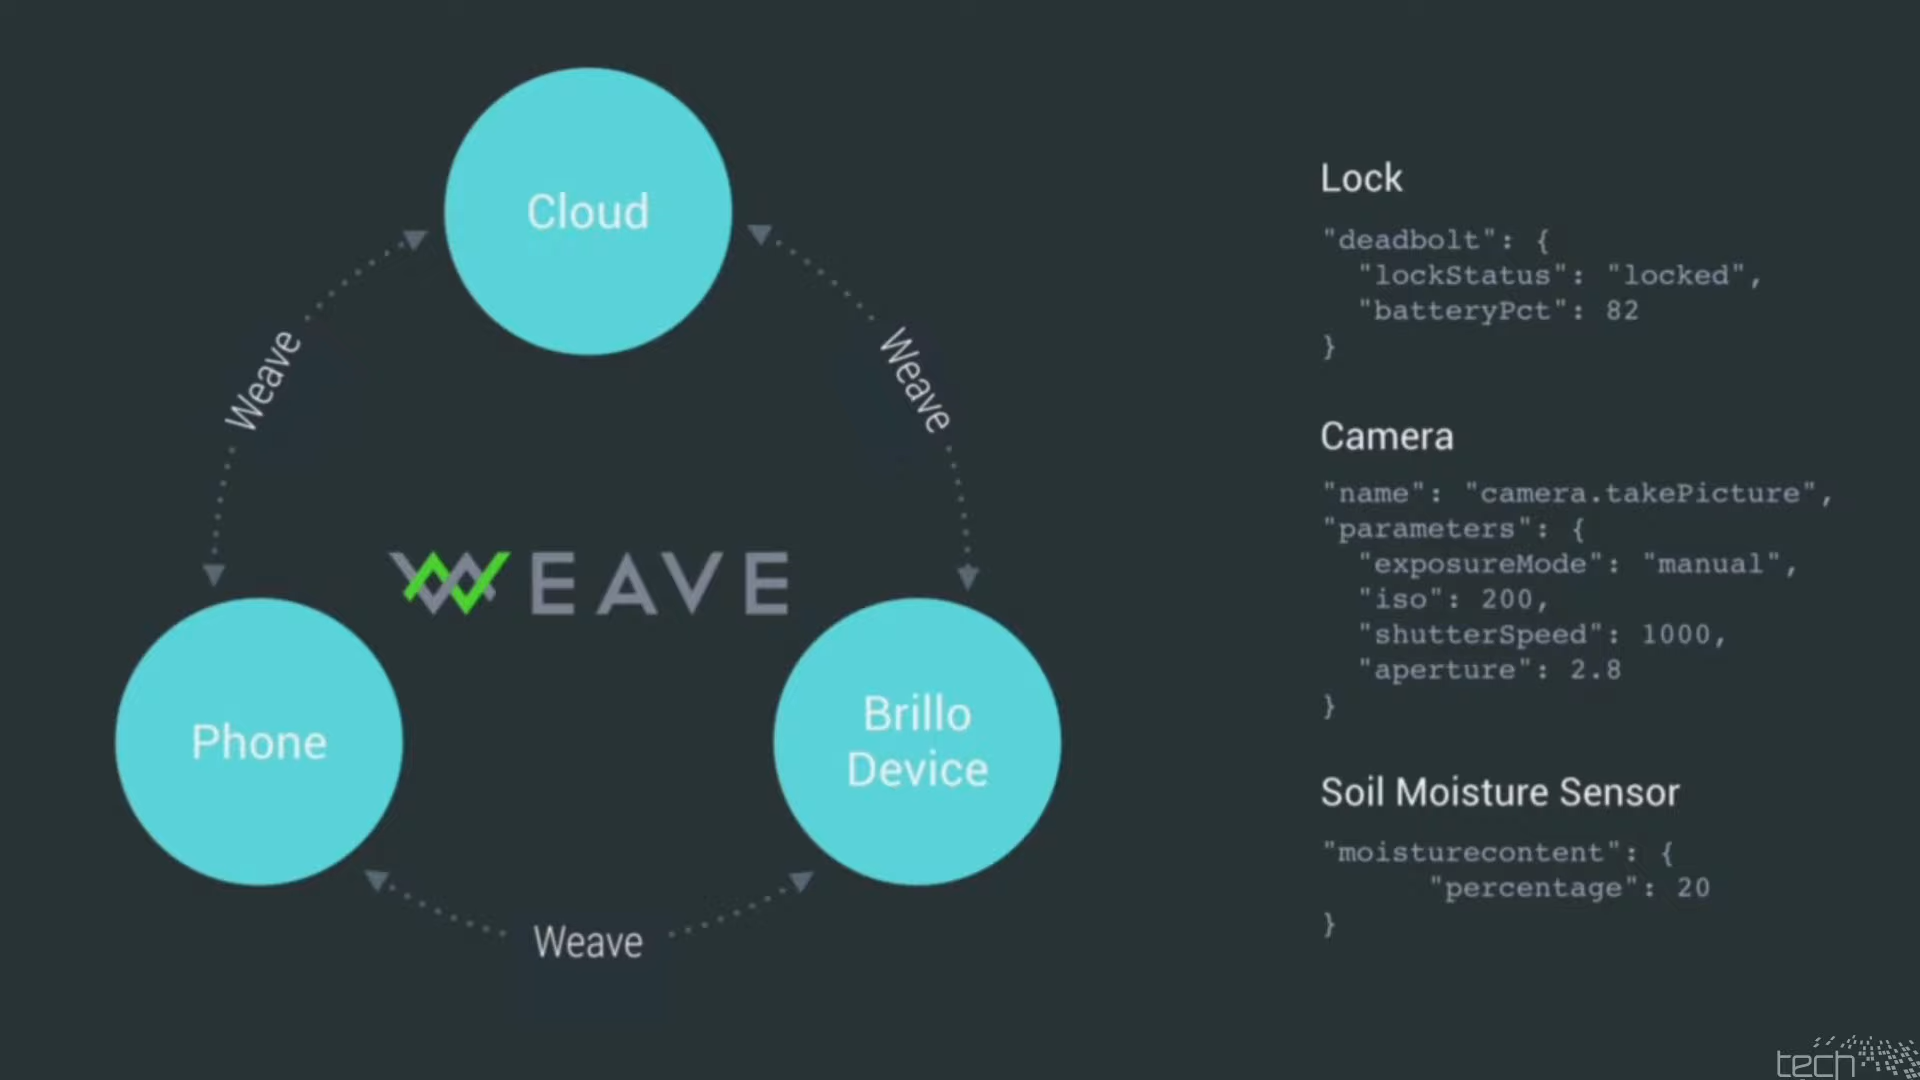 Cloud
Weave
Weave
WEAVE
Phone
Brillo
Device
Weave
Lock
"deadbolt": {
  "lockStatus": "locked",
  "batteryPct": 82
}
Camera
"name": "camera.takePicture",
"parameters": {
  "exposureMode": "manual",
  "iso": 200,
  "shutterSpeed": 1000,
  "aperture": 2.8
}
Soil Moisture Sensor
"moisturecontent": {
      "percentage": 20
}
tech